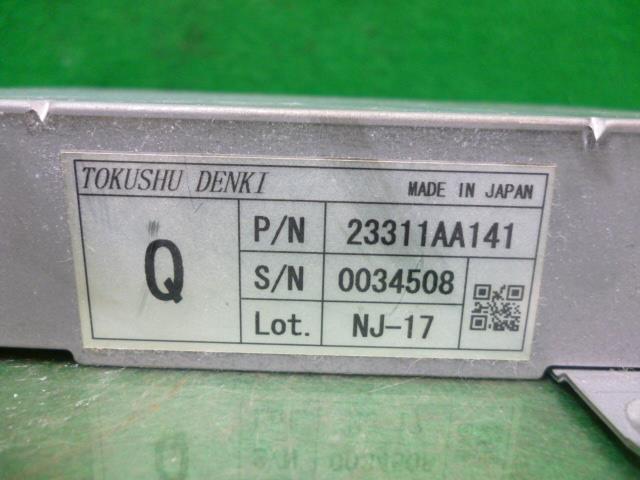 TOKUSHU DENKI MADE IN JAPAN
Q
P/N 23311AA141
S/N 0034508
Lot. NJ-17